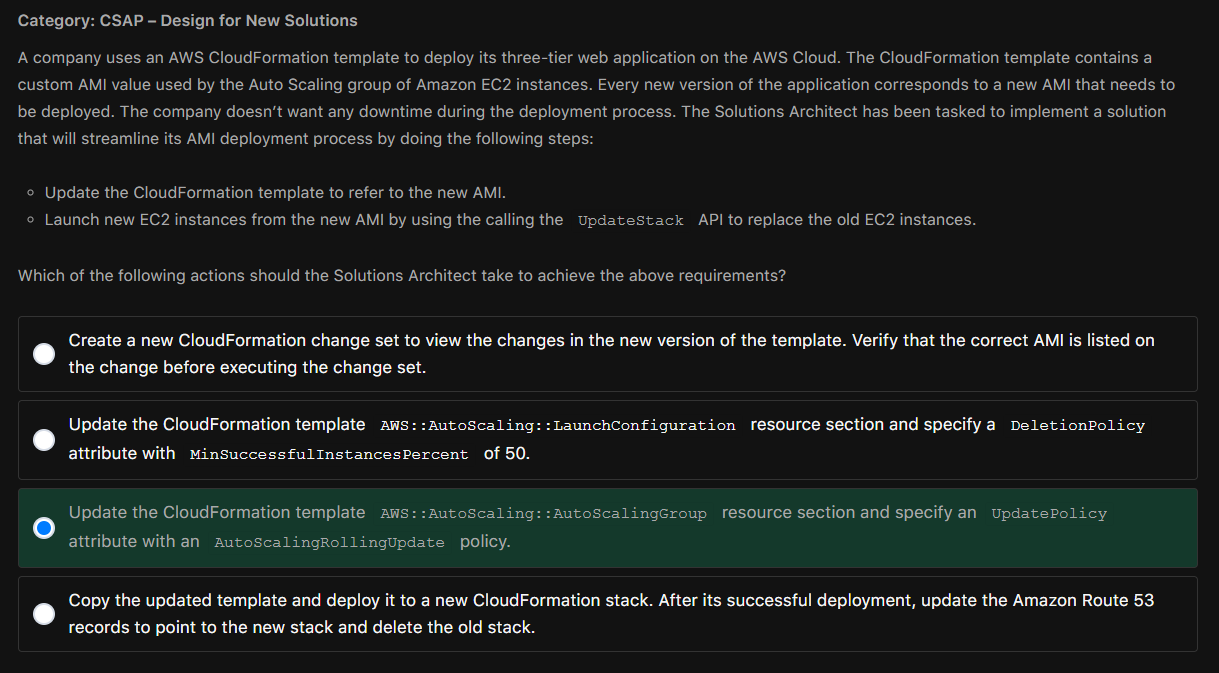 Category: CSAP – Design for New Solutions
A company uses an AWS CloudFormation template to deploy its three-tier web application on the AWS Cloud. The CloudFormation template contains a
custom AMI value used by the Auto Scaling group of Amazon EC2 instances. Every new version of the application corresponds to a new AMI that needs to
be deployed. The company doesn’t want any downtime during the deployment process. The Solutions Architect has been tasked to implement a solution
that will streamline its AMI deployment process by doing the following steps:
Update the CloudFormation template to refer to the new AMI.
Launch new EC2 instances from the new AMI by using the calling the UpdateStack API to replace the old EC2 instances.
Which of the following actions should the Solutions Architect take to achieve the above requirements?
Create a new CloudFormation change set to view the changes in the new version of the template. Verify that the correct AMI is listed on
the change before executing the change set.
Update the CloudFormation template AWS::AutoScaling::LaunchConfiguration resource section and specify a DeletionPolicy
attribute with MinSuccessfulInstancesPercent of 50.
Update the CloudFormation template AWS::AutoScaling::AutoScalingGroup resource section and specify an UpdatePolicy
attribute with an AutoScalingRollingUpdate policy.
Copy the updated template and deploy it to a new CloudFormation stack. After its successful deployment, update the Amazon Route 53
records to point to the new stack and delete the old stack.